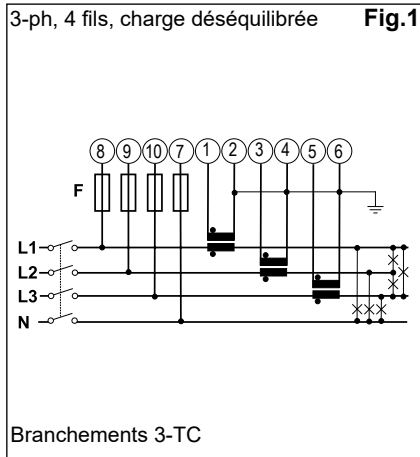 3-ph, 4 fils, charge déséquilibrée Fig.1
8 9 10 7 1 2 3 4 5 6
F
L1
L2
L3
N
Branchements 3-TC